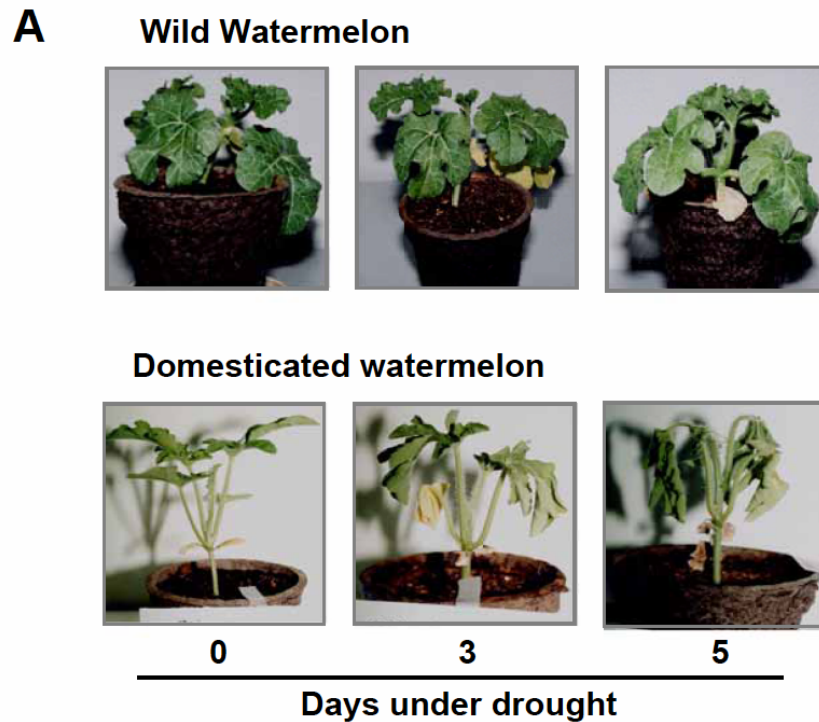 A
Wild Watermelon
Domesticated watermelon
0 3 5
Days under drought